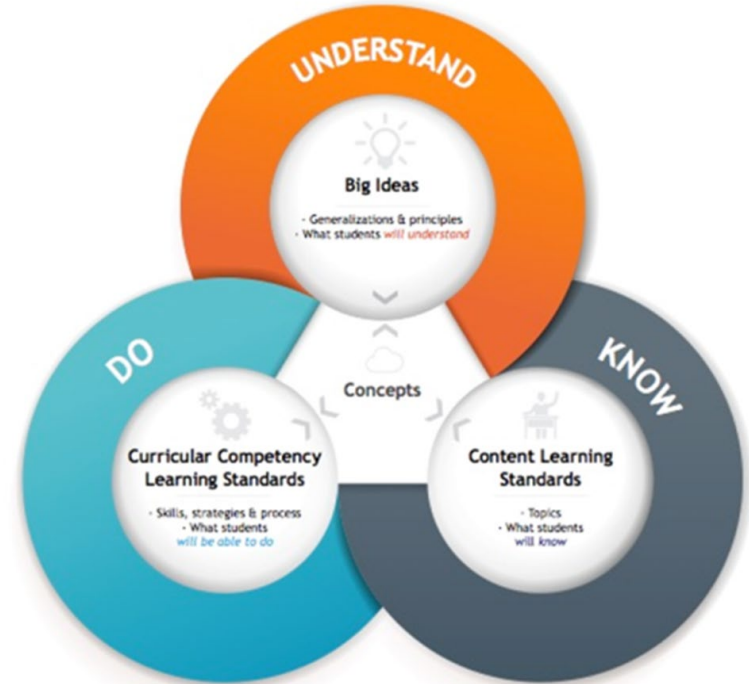 UNDERSTAND
Big Ideas
- Generalizations & principles
- What students will understand
DO
KNOW
Concepts
Curricular Competency
Learning Standards
- Skills, strategies & process
- What students
will be able to do
Content Learning
Standards
- Topics
- What students
will know